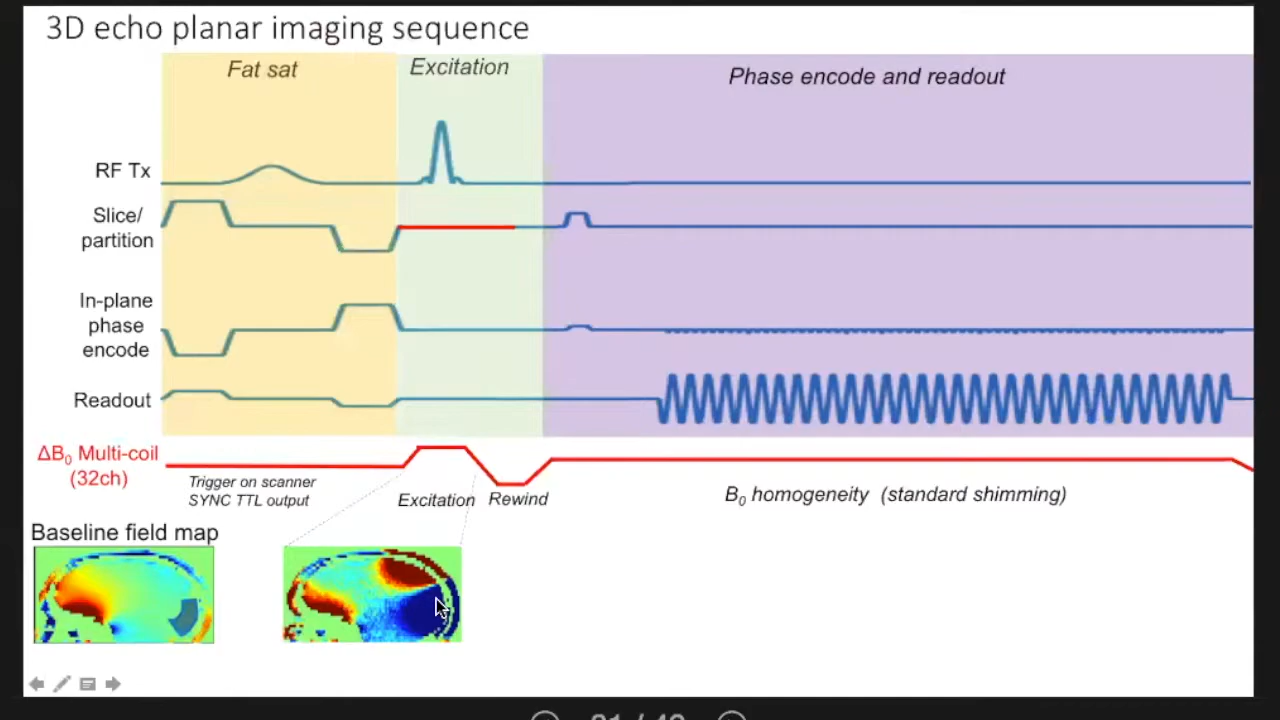 3D echo planar imaging sequence
Fat sat
Excitation
Phase encode and readout
RF Tx
Slice/
partition
In-plane
phase
encode
Readout
ΔB₀ Multi-coil
(32ch)
Trigger on scanner
SYNC TTL output
Excitation
Rewind
B₀ homogeneity (standard shimming)
Baseline field map